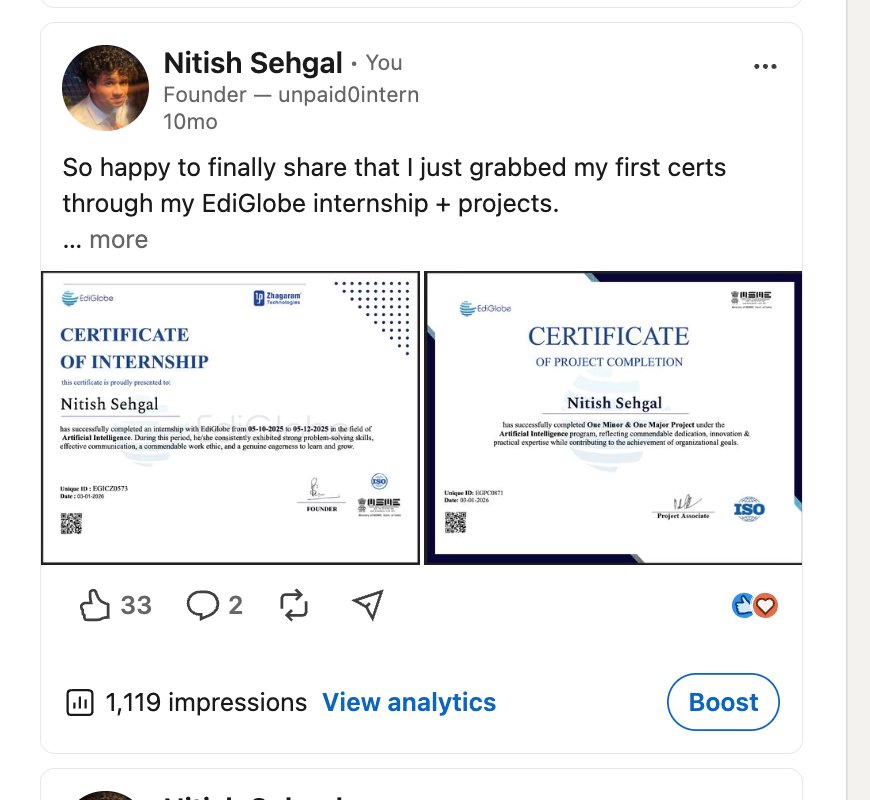 Nitish Sehgal • You
Founder — unpaid0intern
10mo
So happy to finally share that I just grabbed my first certs
through my EdiGlobe internship + projects.
... more
EdiGlobe
Zhagaram
Technologies
CERTIFICATE
OF INTERNSHIP
this certificate is proudly presented to:
Nitish Sehgal
has successfully completed an internship with EdiGlobe from 05-10-2025 to 05-12-2025 in the field of
Artificial Intelligence. During this period, he/she consistently exhibited strong problem-solving skills,
effective communication, a commendable work ethic, and a genuine eagerness to learn and grow.
Unique ID : EGICZ0573
Date : 03-01-2026
FOUNDER
ISO
EdiGlobe
CERTIFICATE
OF PROJECT COMPLETION
Nitish Sehgal
has successfully completed One Minor & One Major Project under the
Artificial Intelligence program, reflecting commendable dedication, innovation &
practical expertise while contributing to the achievement of organizational goals.
Unique ID: EGPC0871
Date: 03-01-2026
Project Associate
ISO
33
2
1,119 impressions View analytics
Boost